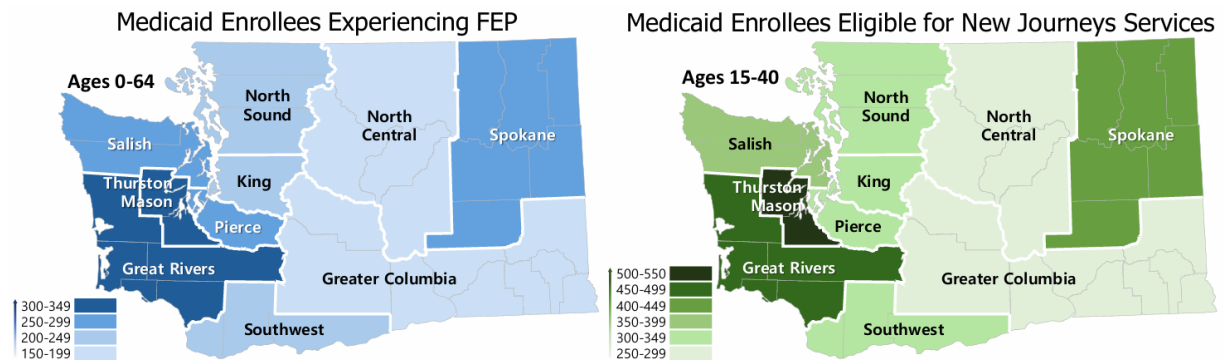 Medicaid Enrollees Experiencing FEP
Ages 0-64
North
Sound
North
Central
Spokane
Salish
King
Thurston
Mason
Pierce
Great Rivers
Greater Columbia
Southwest
300-349
250-299
200-249
150-199
Medicaid Enrollees Eligible for New Journeys Services
Ages 15-40
North
Sound
North
Central
Spokane
Salish
King
Thurston
Mason
Pierce
Great Rivers
Greater Columbia
Southwest
500-550
450-499
400-449
350-399
300-349
250-299